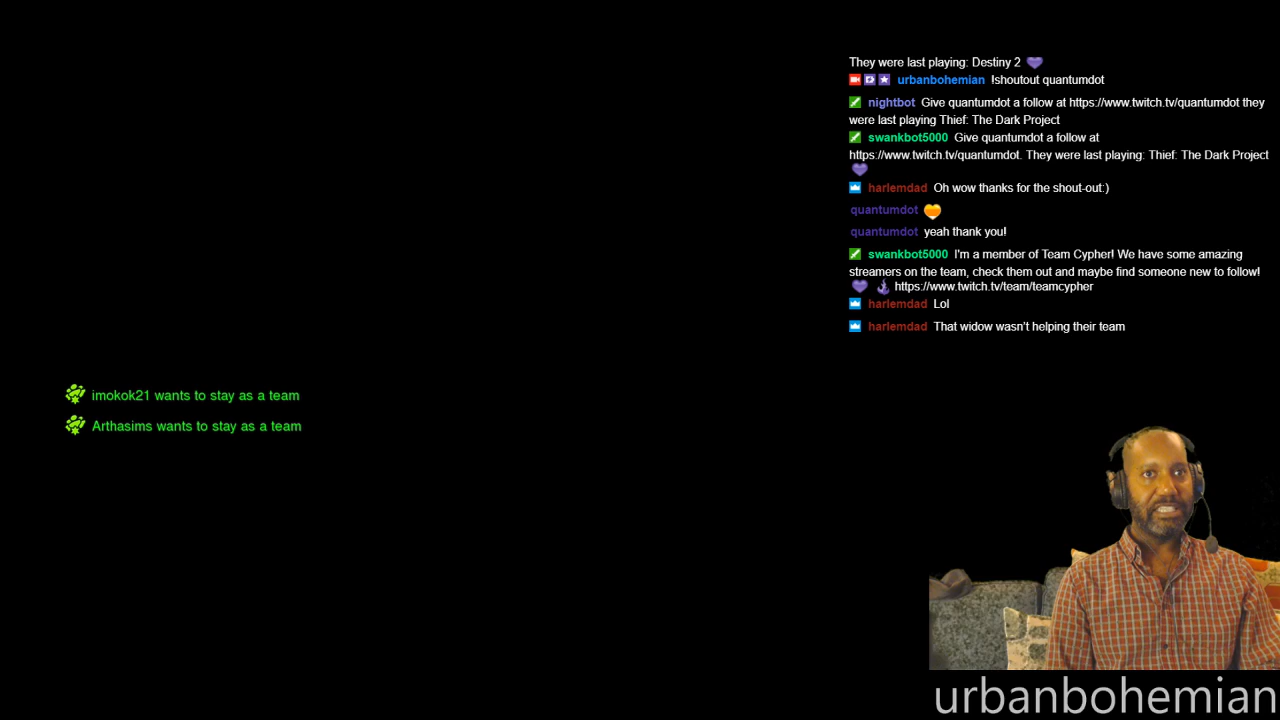 They were last playing: Destiny 2
urbanbohemian !shoutout quantumdot
nightbot Give quantumdot a follow at https://www.twitch.tv/quantumdot they
were last playing Thief: The Dark Project
swankbot5000 Give quantumdot a follow at
https://www.twitch.tv/quantumdot. They were last playing: Thief: The Dark Project
harlemdad Oh wow thanks for the shout-out:)
quantumdot
quantumdot yeah thank you!
swankbot5000 I'm a member of Team Cypher! We have some amazing
streamers on the team, check them out and maybe find someone new to follow!
https://www.twitch.tv/team/teamcypher
harlemdad Lol
harlemdad That widow wasn't helping their team
imokok21 wants to stay as a team
Arthasims wants to stay as a team
urbanbohemian